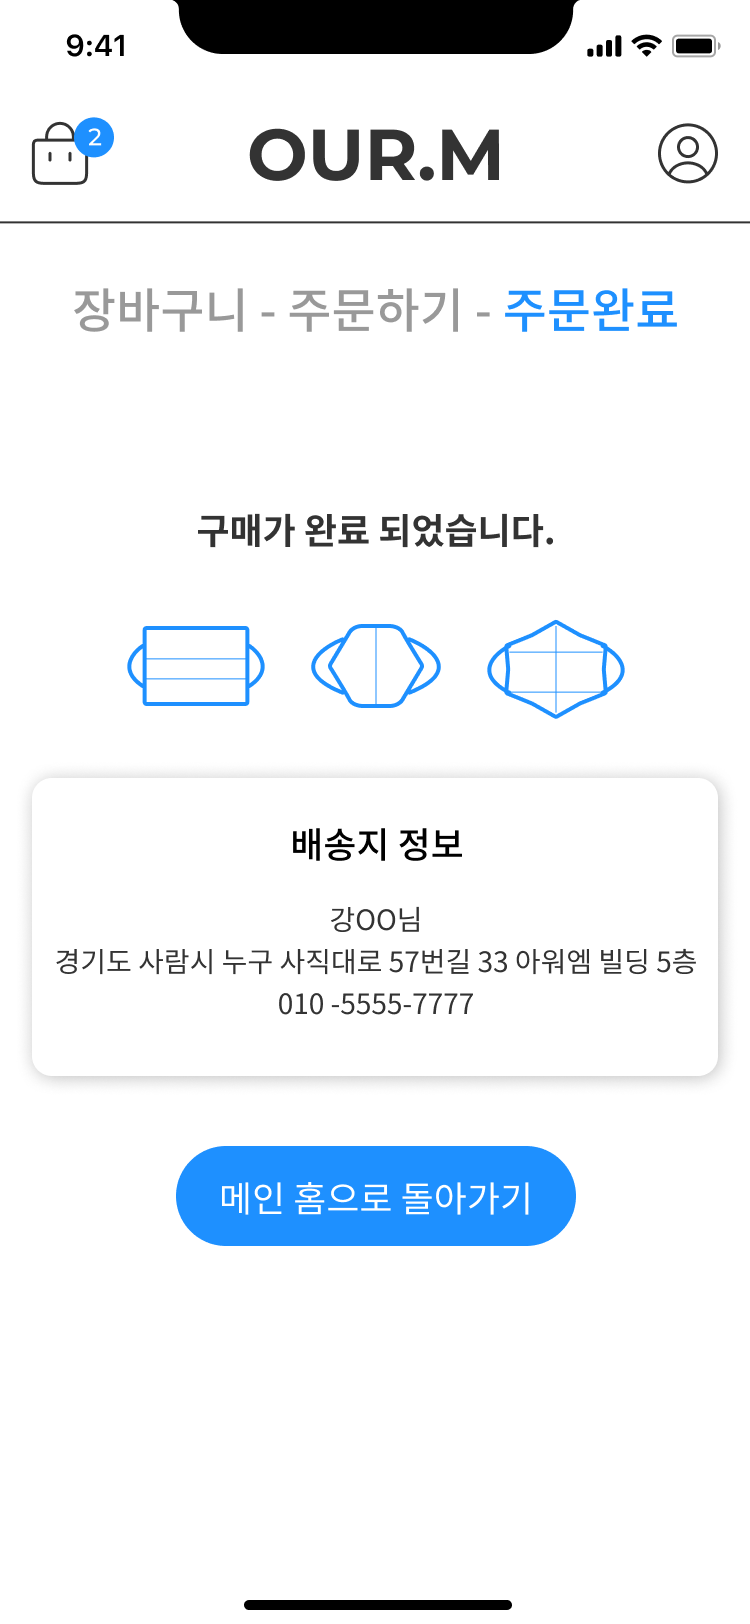 9:41
2
OUR.M
장바구니 - 주문하기 - 주문완료
구매가 완료 되었습니다.
배송지 정보
강OO님
경기도 사람시 누구 사직대로 57번길 33 아워엠 빌딩 5층
010 -5555-7777
메인 홈으로 돌아가기